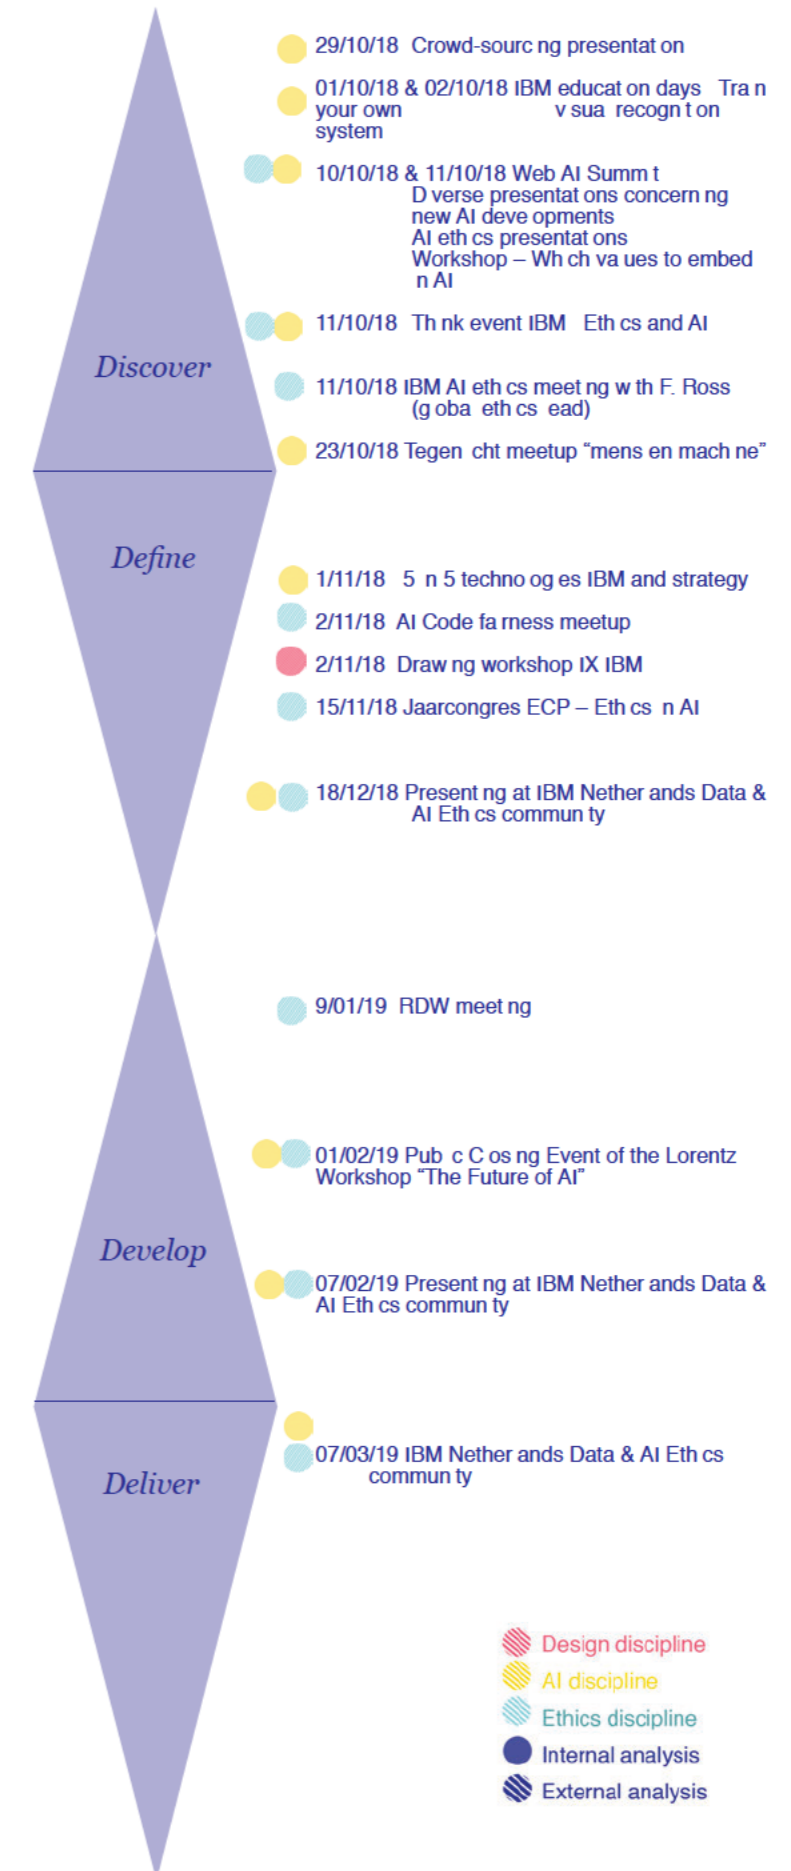 29/10/18 Crowd-sourc ng presentat on
01/10/18 & 02/10/18 IBM educat on days Tra n
your own v sua recogn t on
system
10/10/18 & 11/10/18 Web AI Summ t
D verse presentat ons concern ng
new AI deve opments
AI eth cs presentat ons
Workshop – Wh ch va ues to embed
n AI
11/10/18 Th nk event IBM Eth cs and AI
Discover
11/10/18 IBM AI eth cs meet ng w th F. Ross
(g oba eth cs ead)
23/10/18 Tegen cht meetup “mens en mach ne”
Define
1/11/18 5 n 5 techno og es IBM and strategy
2/11/18 AI Code fa rness meetup
2/11/18 Draw ng workshop IX IBM
15/11/18 Jaarcongres ECP – Eth cs n AI
18/12/18 Present ng at IBM Nether ands Data &
AI Eth cs commun ty
9/01/19 RDW meet ng
01/02/19 Pub c C os ng Event of the Lorentz
Workshop “The Future of AI”
Develop
07/02/19 Present ng at IBM Nether ands Data &
AI Eth cs commun ty
07/03/19 IBM Nether ands Data & AI Eth cs
commun ty
Deliver
Design discipline
AI discipline
Ethics discipline
Internal analysis
External analysis